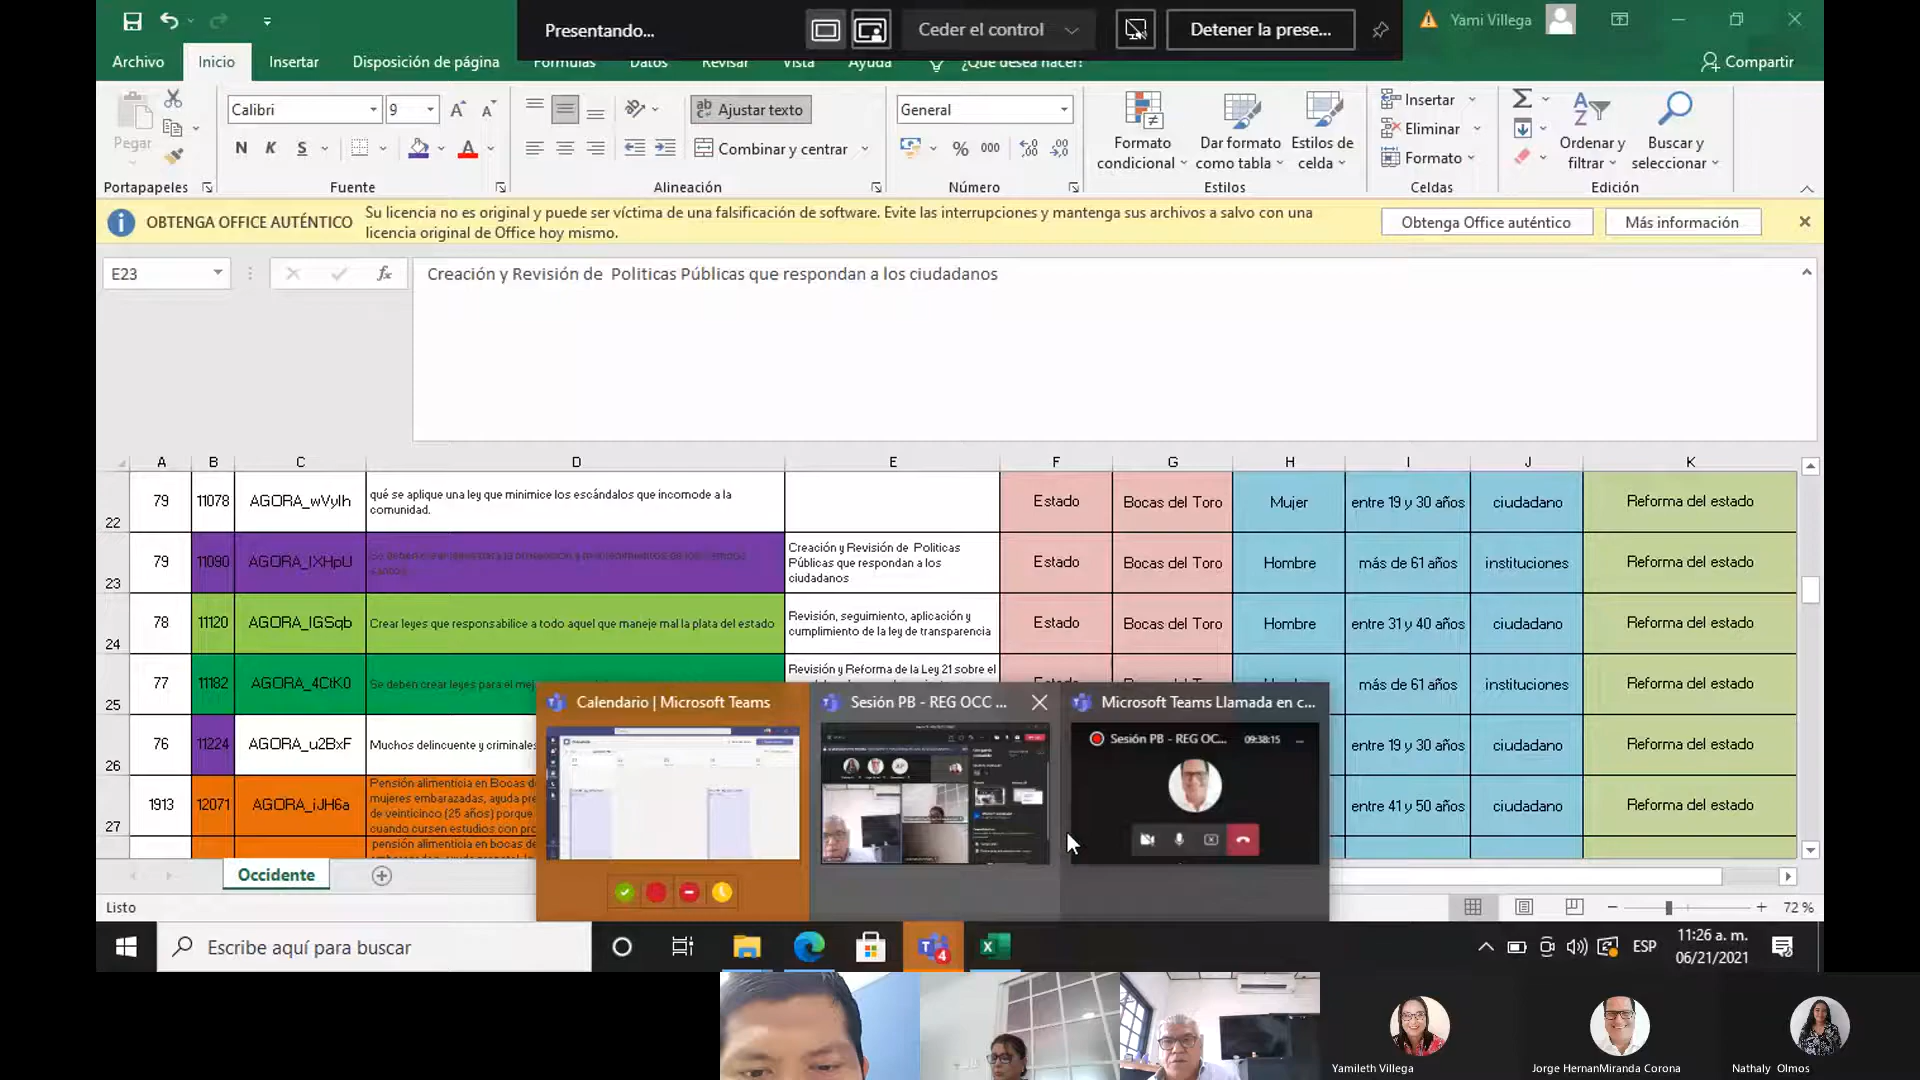 Presentando...
Ceder el control
Detener la prese...
Yami Villega
Archivo
Inicio
Insertar
Disposición de página
Fórmulas
Datos
Revisar
Vista
Ayuda
¿Qué desea hacer?
Compartir
Pegar
Calibri
9
Ajustar texto
General
Formato condicional
Dar formato como tabla
Estilos de celda
Insertar
Eliminar
Formato
Ordenar y filtrar
Buscar y seleccionar
N K S
Combinar y centrar
% 000
Portapapeles
Fuente
Alineación
Número
Estilos
Celdas
Edición
OBTENGA OFFICE AUTÉNTICO
Su licencia no es original y puede ser víctima de una falsificación de software. Evite las interrupciones y mantenga sus archivos a salvo con una
licencia original de Office hoy mismo.
Obtenga Office auténtico
Más información
E23
fx
Creación y Revisión de  Politicas Públicas que respondan a los ciudadanos
A B C D E F G H I J K
22
79
11078
AGORA_wVyIh
qué se aplique una ley que minimice los escándalos que incomode a la
comunidad.
Estado
Bocas del Toro
Mujer
entre 19 y 30 años
ciudadano
Reforma del estado
23
79
11090
AGORA_IXHpU
Creación y Revisión de Politicas
Públicas que respondan a los
ciudadanos
Estado
Bocas del Toro
Hombre
más de 61 años
instituciones
Reforma del estado
24
78
11120
AGORA_IGSqb
Crear leyes que responsabilice a todo aquel que maneje mal la plata del estado
Revisión, seguimiento, aplicación y
cumplimiento de la ley de transparencia
Estado
Bocas del Toro
Hombre
entre 31 y 40 años
ciudadano
Reforma del estado
25
77
11182
AGORA_4CtK0
Se deben crear leyes para el mej
Revisión y Reforma de la Ley 21 sobre el
más de 61 años
instituciones
Reforma del estado
26
76
11224
AGORA_u2BxF
Muchos delincuente y criminale
entre 19 y 30 años
ciudadano
Reforma del estado
27
1913
12071
AGORA_iJH6a
Pensión alimenticia en Bocas de
mujeres embarazadas, ayuda pre
de veinticinco (25 años) porque
cuando cursen estudios con pro
pensión alimenticia en bocas de
entre 41 y 50 años
ciudadano
Reforma del estado
Calendario | Microsoft Teams
Sesión PB - REG OCC ...
Microsoft Teams Llamada en c...
Sesión PB - REG OC...
09:38:15
Occidente
Listo
72 %
Escribe aquí para buscar
4
ESP
11:26 a. m.
06/21/2021
Yamileth Villega
Jorge HernanMiranda Corona
Nathaly Olmos